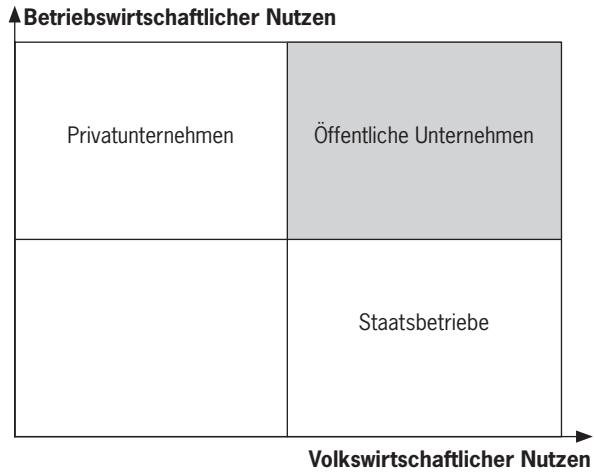 Betriebswirtschaftlicher Nutzen
Privatunternehmen
Öffentliche Unternehmen
Staatsbetriebe
Volkswirtschaftlicher Nutzen